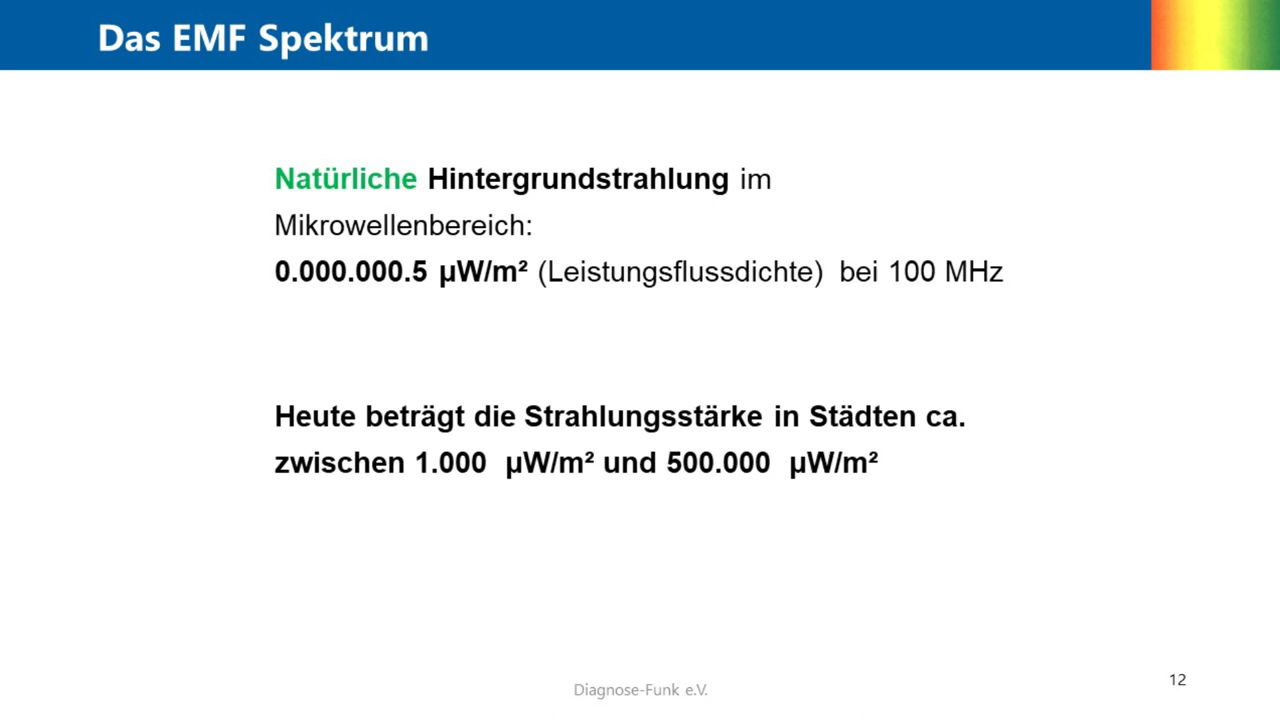 Das EMF Spektrum
Natürliche Hintergrundstrahlung im
Mikrowellenbereich:
0.000.000.5 µW/m² (Leistungsflussdichte) bei 100 MHz
Heute beträgt die Strahlungsstärke in Städten ca.
zwischen 1.000 µW/m² und 500.000 µW/m²
Diagnose-Funk e.V.
12